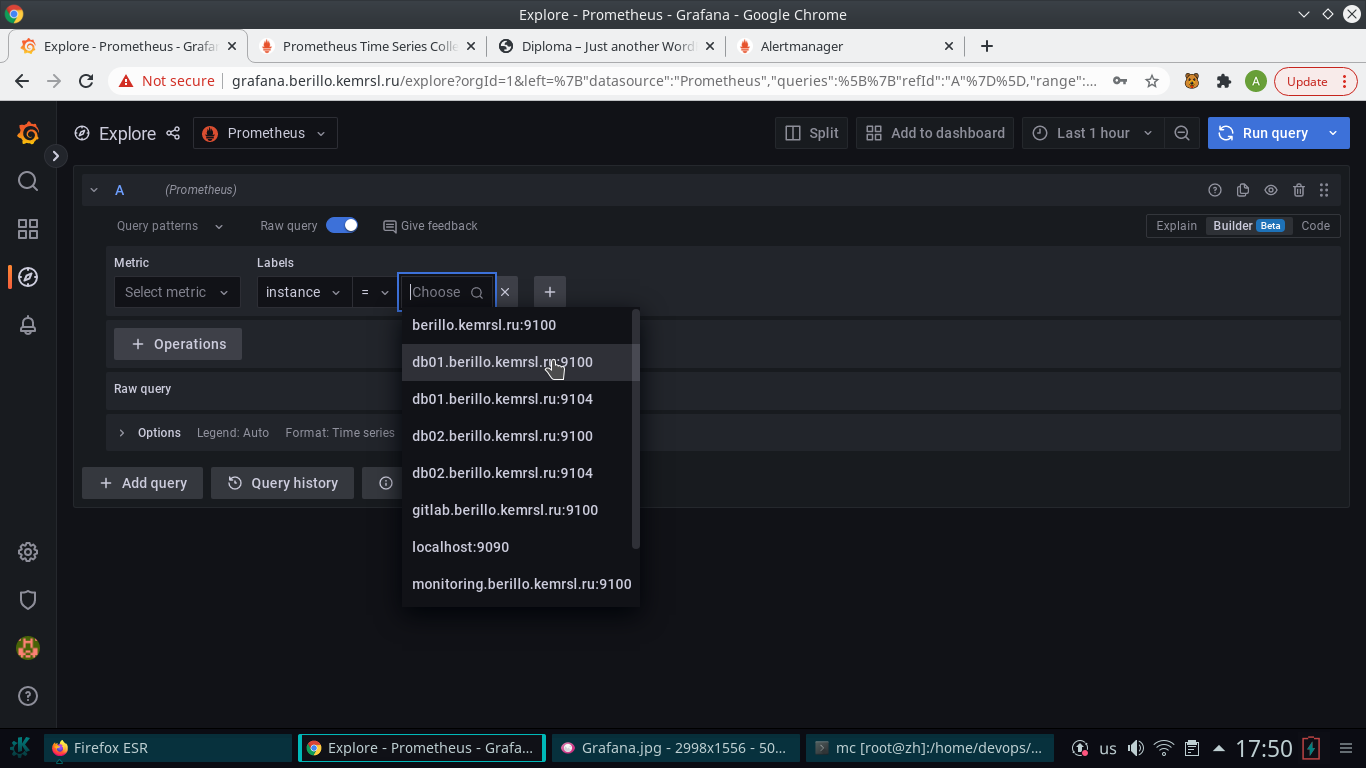 Explore - Prometheus - Grafana - Google Chrome
Explore - Prometheus - Grafa
Prometheus Time Series Colle
Diploma – Just another Word
Alertmanager
Not secure
grafana.berillo.kemrsl.ru/explore?orgId=1&left=%7B"datasource":"Prometheus","queries":%5B%7B"refId":"A"%7D%5D,"range":...
A
Update
Explore
Prometheus
Split
Add to dashboard
Last 1 hour
Run query
A
(Prometheus)
Query patterns
Raw query
Give feedback
Explain
Builder
Beta
Code
Metric
Labels
Select metric
instance
=
Choose
berillo.kemrsl.ru:9100
db01.berillo.kemrsl.ru:9100
db01.berillo.kemrsl.ru:9104
db02.berillo.kemrsl.ru:9100
db02.berillo.kemrsl.ru:9104
gitlab.berillo.kemrsl.ru:9100
localhost:9090
monitoring.berillo.kemrsl.ru:9100
Operations
Raw query
Options
Legend: Auto
Format: Time series
Add query
Query history
Firefox ESR
Explore - Prometheus - Grafa...
Grafana.jpg - 2998x1556 - 50...
mc [root@zh]:/home/devops/...
us
17:50